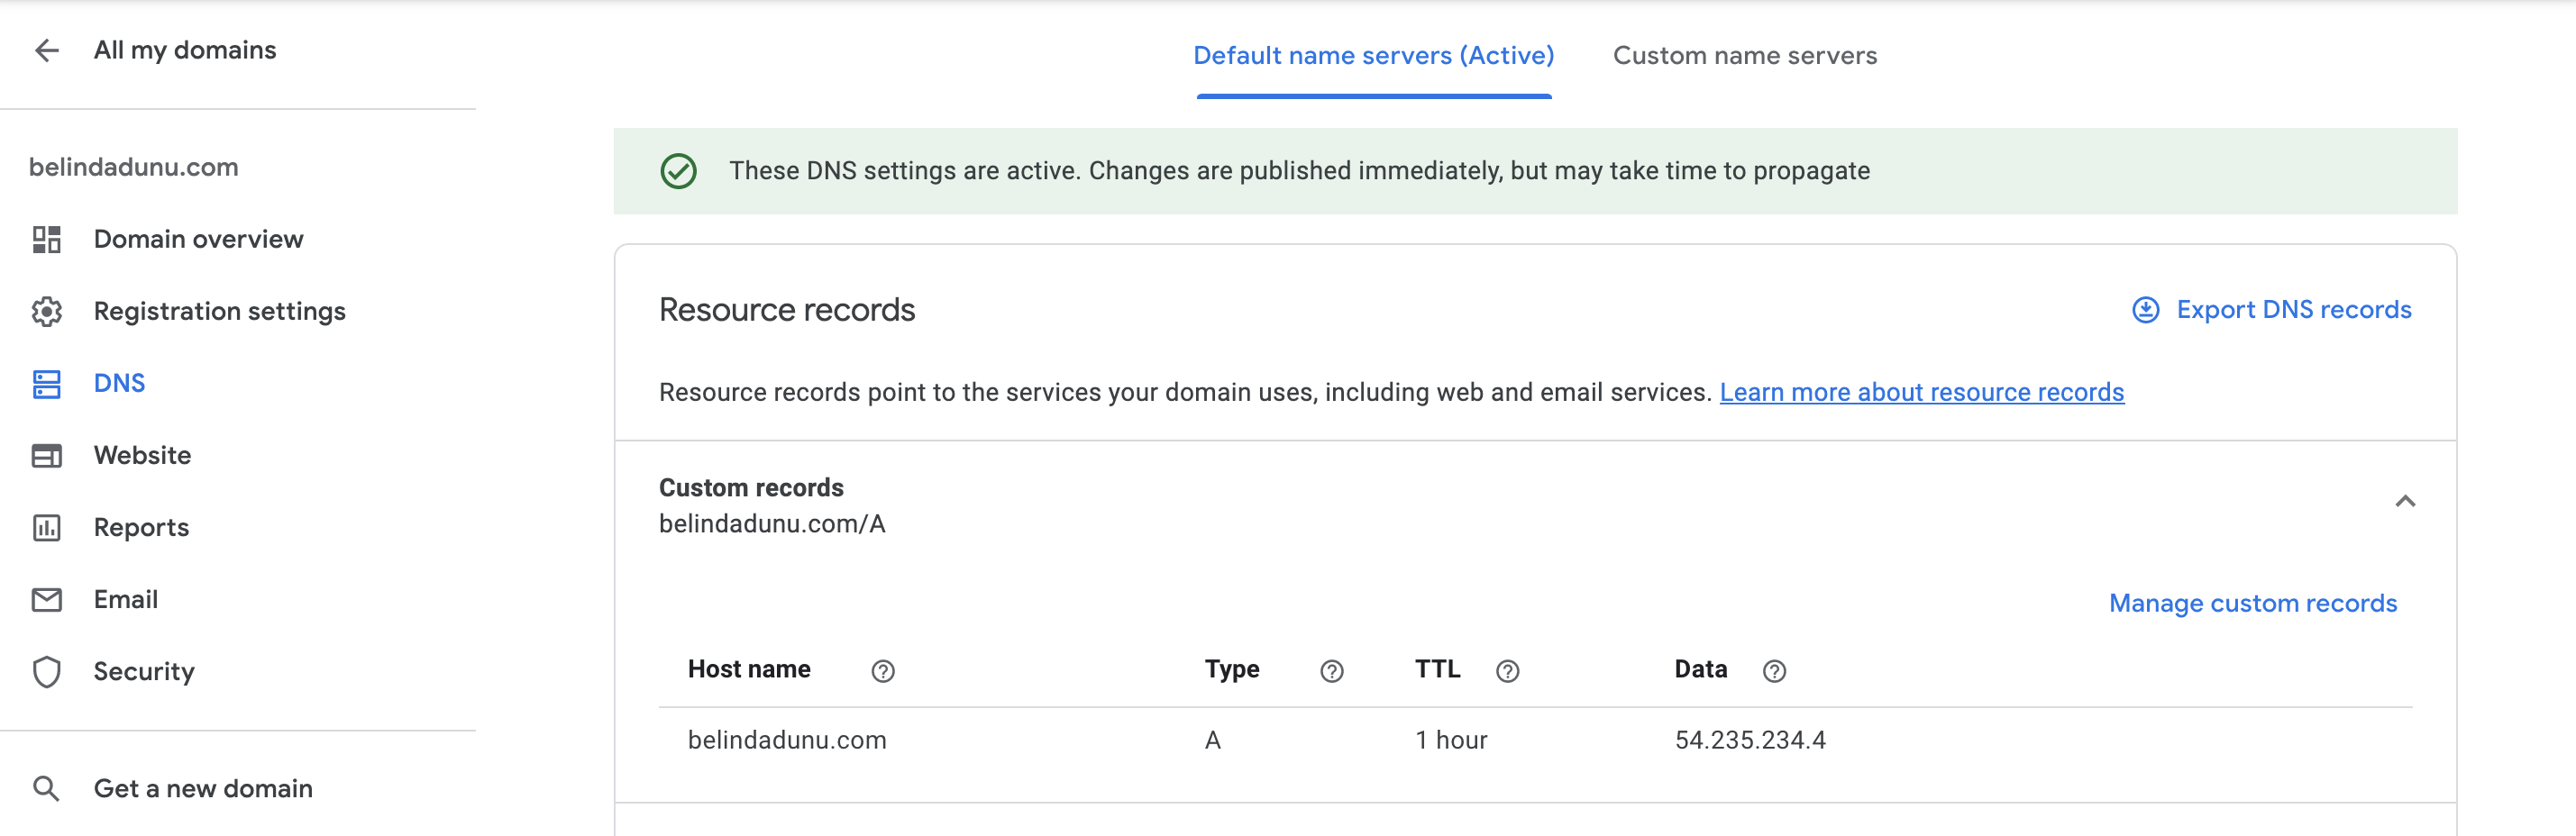 All my domains
belindadunu.com
Domain overview
Registration settings
DNS
Website
Reports
Email
Security
Get a new domain
Default name servers (Active) Custom name servers
These DNS settings are active. Changes are published immediately, but may take time to propagate
Resource records Export DNS records
Resource records point to the services your domain uses, including web and email services. Learn more about resource records
Custom records
belindadunu.com/A
Manage custom records
Host name Type TTL Data
belindadunu.com A 1 hour 54.235.234.4